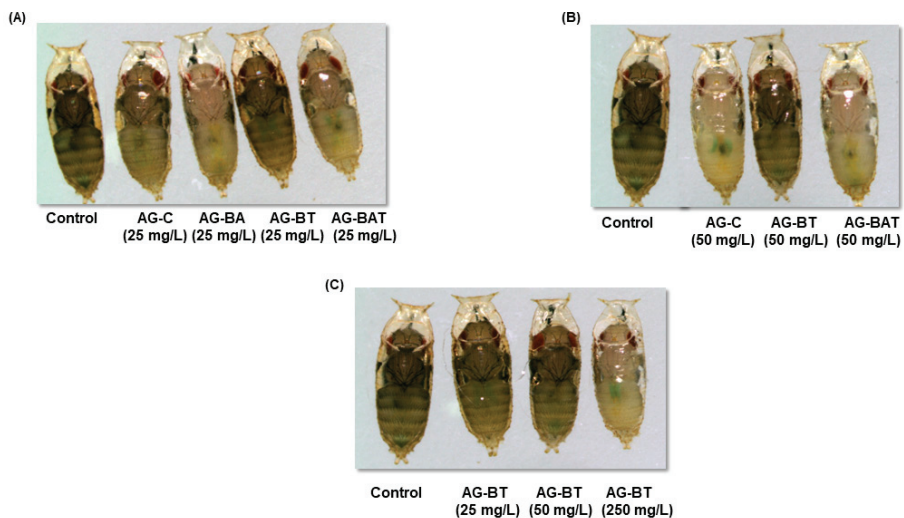 (A)
Control
AG-C
(25 mg/L)
AG-BA
(25 mg/L)
AG-BT
(25 mg/L)
AG-BAT
(25 mg/L)
(B)
Control
AG-C
(50 mg/L)
AG-BT
(50 mg/L)
AG-BAT
(50 mg/L)
(C)
Control
AG-BT
(25 mg/L)
AG-BT
(50 mg/L)
AG-BT
(250 mg/L)